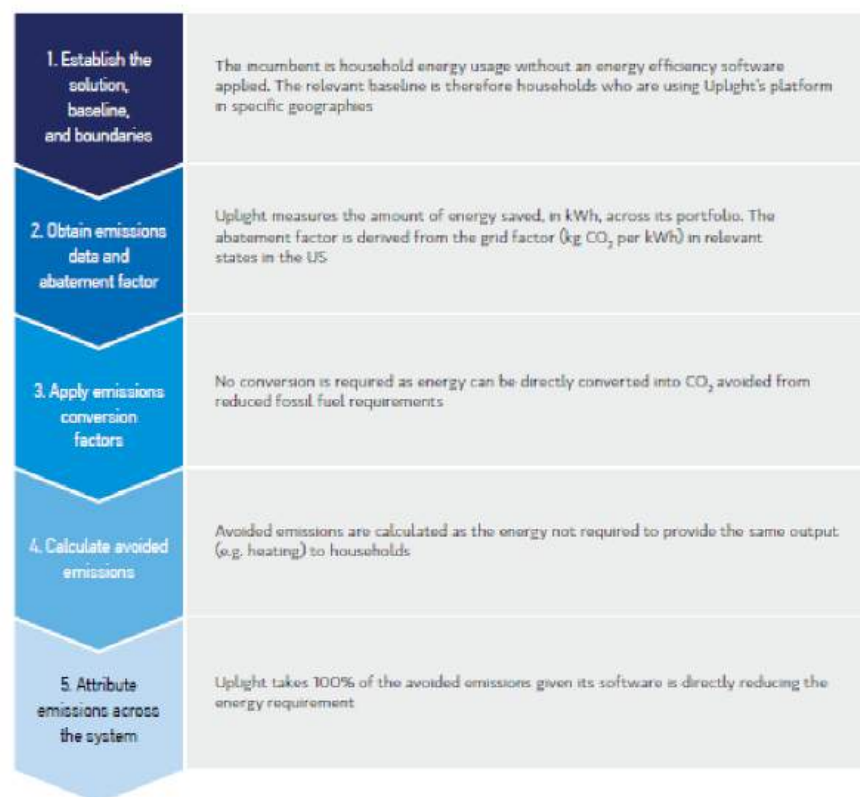 1. Establish the
solution,
baseline,
and boundaries
The incumbent is household energy usage without an energy efficiency software
applied. The relevant baseline is therefore households who are using Uplight's platform
in specific geographies
2. Obtain emissions
data and
abatement factor
Uplight measures the amount of energy saved, in kWh, across its portfolio. The
abatement factor is derived from the grid factor (kg CO₂ per kWh) in relevant
states in the US
3. Apply emissions
conversion
factors
No conversion is required as energy can be directly converted into CO₂ avoided from
reduced fossil fuel requirements
4. Calculate avoided
emissions
Avoided emissions are calculated as the energy not required to provide the same output
(e.g. heating) to households
5. Attribute
emissions across
the system
Uplight takes 100% of the avoided emissions given its software is directly reducing the
energy requirement